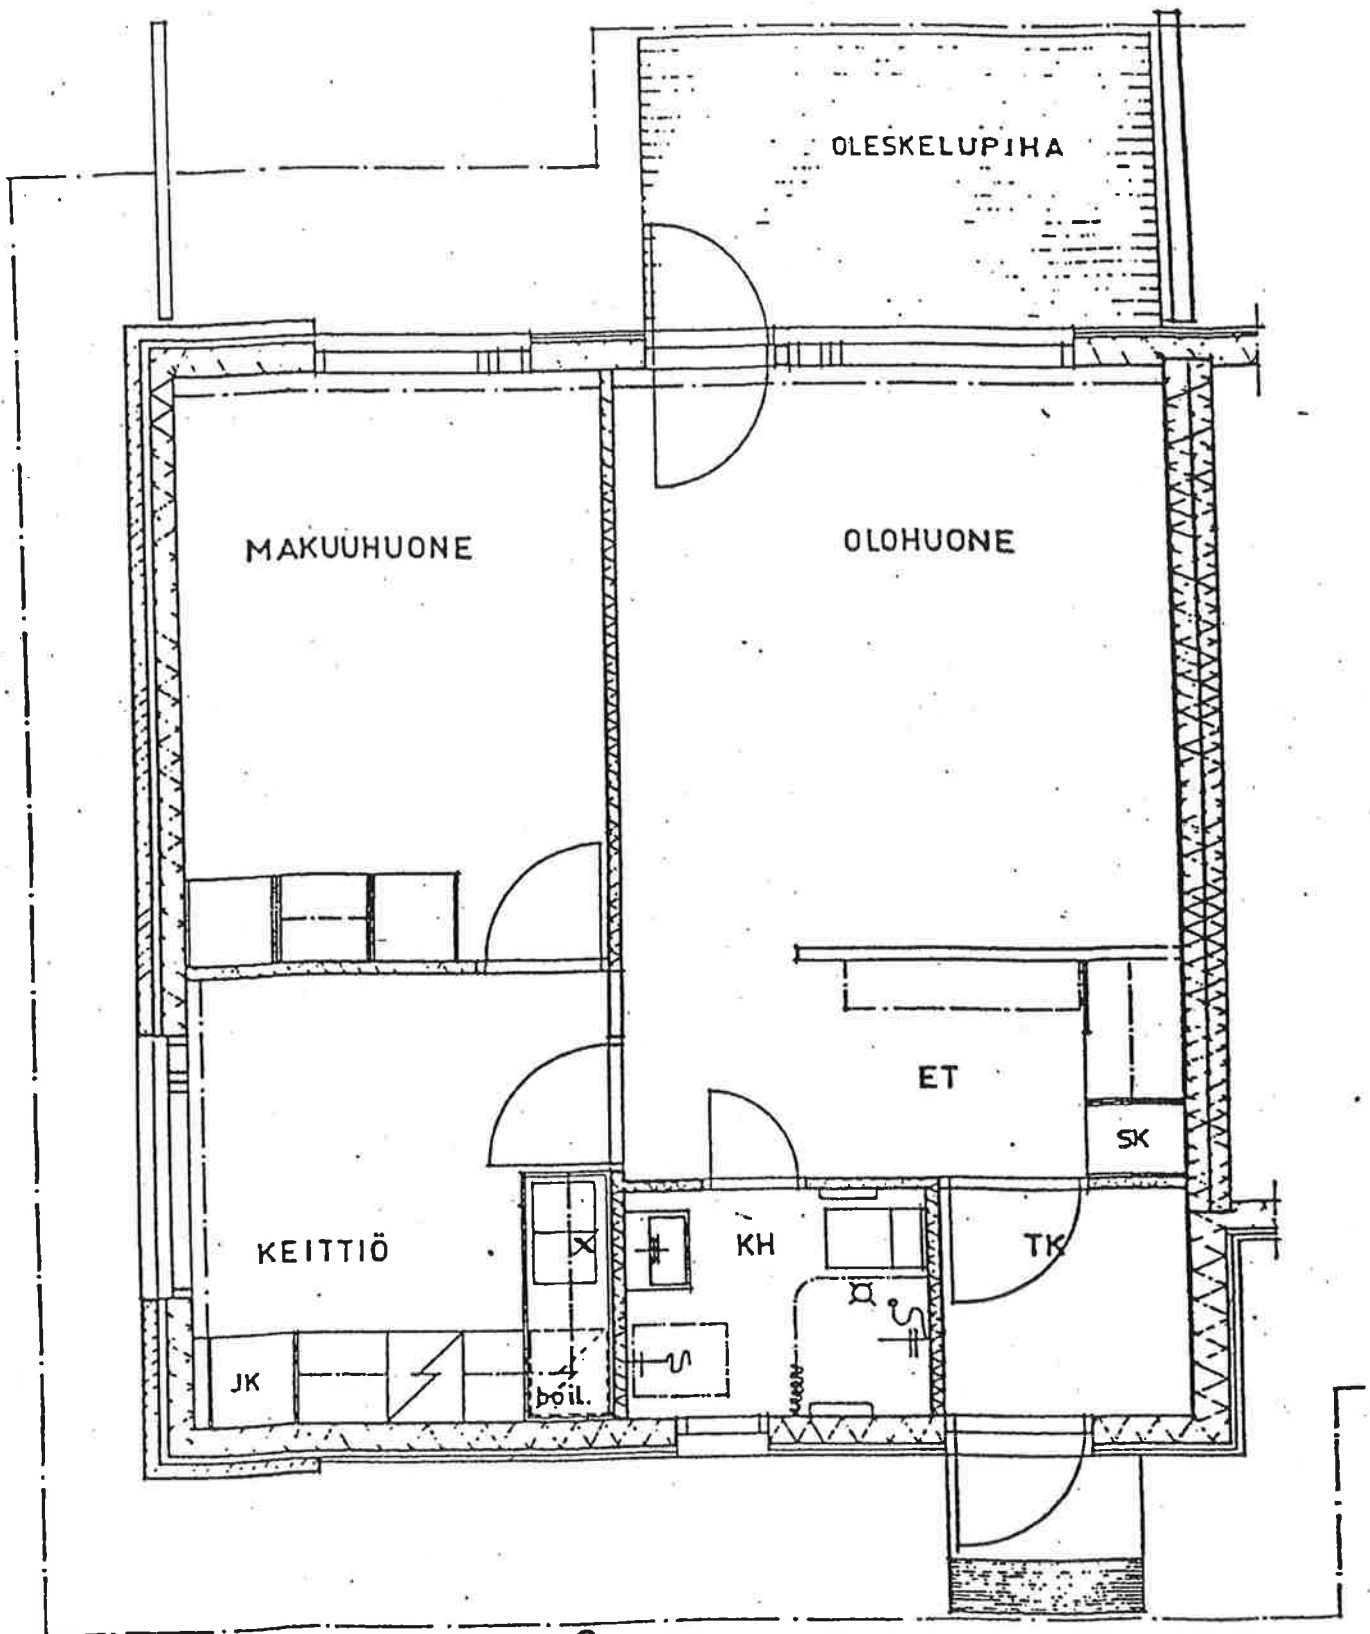 OLESKELUPIHA
MAKUUHUONE
OLOHUONE
ET
SK
KEITTIÖ
KH
TK
JK
boil.